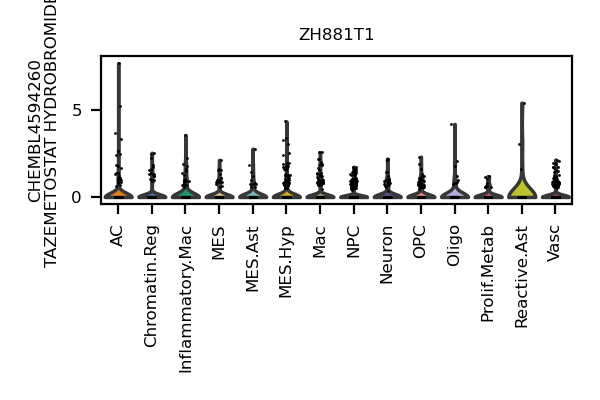 ZH881T1
CHEMBL4594260
TAZEMETOSTAT HYDROBROMIDE
5
0
AC
Chromatin.Reg
Inflammatory.Mac
MES
MES.Ast
MES.Hyp
Mac
NPC
Neuron
OPC
Oligo
Prolif.Metab
Reactive.Ast
Vasc